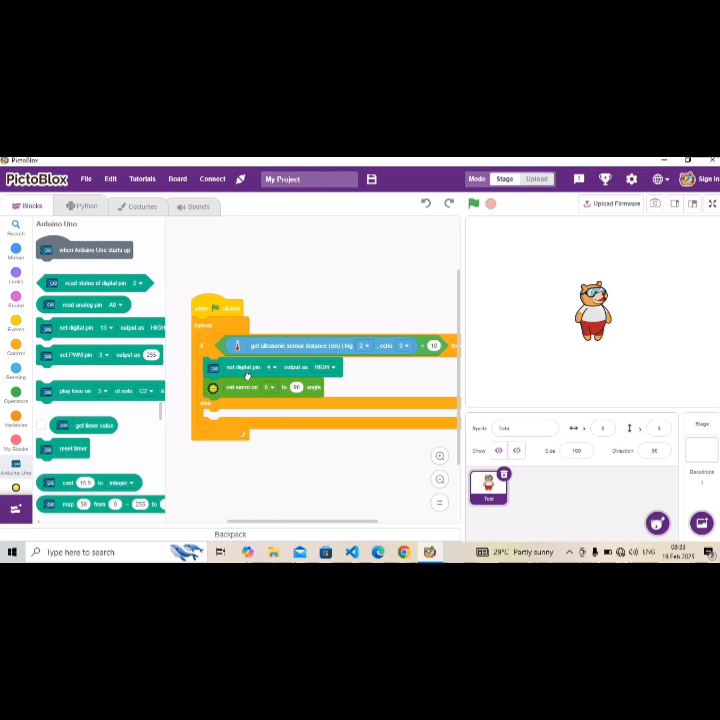 PictoBlox
PictoBlox File Edit Tutorials Board Connect My Project Mode Stage Upload Sign In
Blocks Python Costumes Sounds Upload Firmware
Search
Motion
Looks
Sound
Events
Control
Sensing
Operators
Variables
My Blocks
Arduino Uno
Arduino Uno
when Arduino Uno starts up
read status of digital pin 2
read analog pin A0
set digital pin 13 output as HIGH
set PWM pin 3 output as 255
play tone on 3 of note C2
get timer value
reset timer
cast 15.5 to integer
map 50 from 0 ~ 255 to
when clicked
forever
if get ultrasonic sensor distance (cm) trig 2 , echo 3 < 10
set digital pin 4 output as HIGH
set servo on 6 to 90 angle
else
Sprite Tobi x 0 y 0
Show Size 100 Direction 90
Tobi
Stage
Backdrops
1
Backpack
Type here to search
29°C Partly sunny ENG 08:33
19 Feb 2025